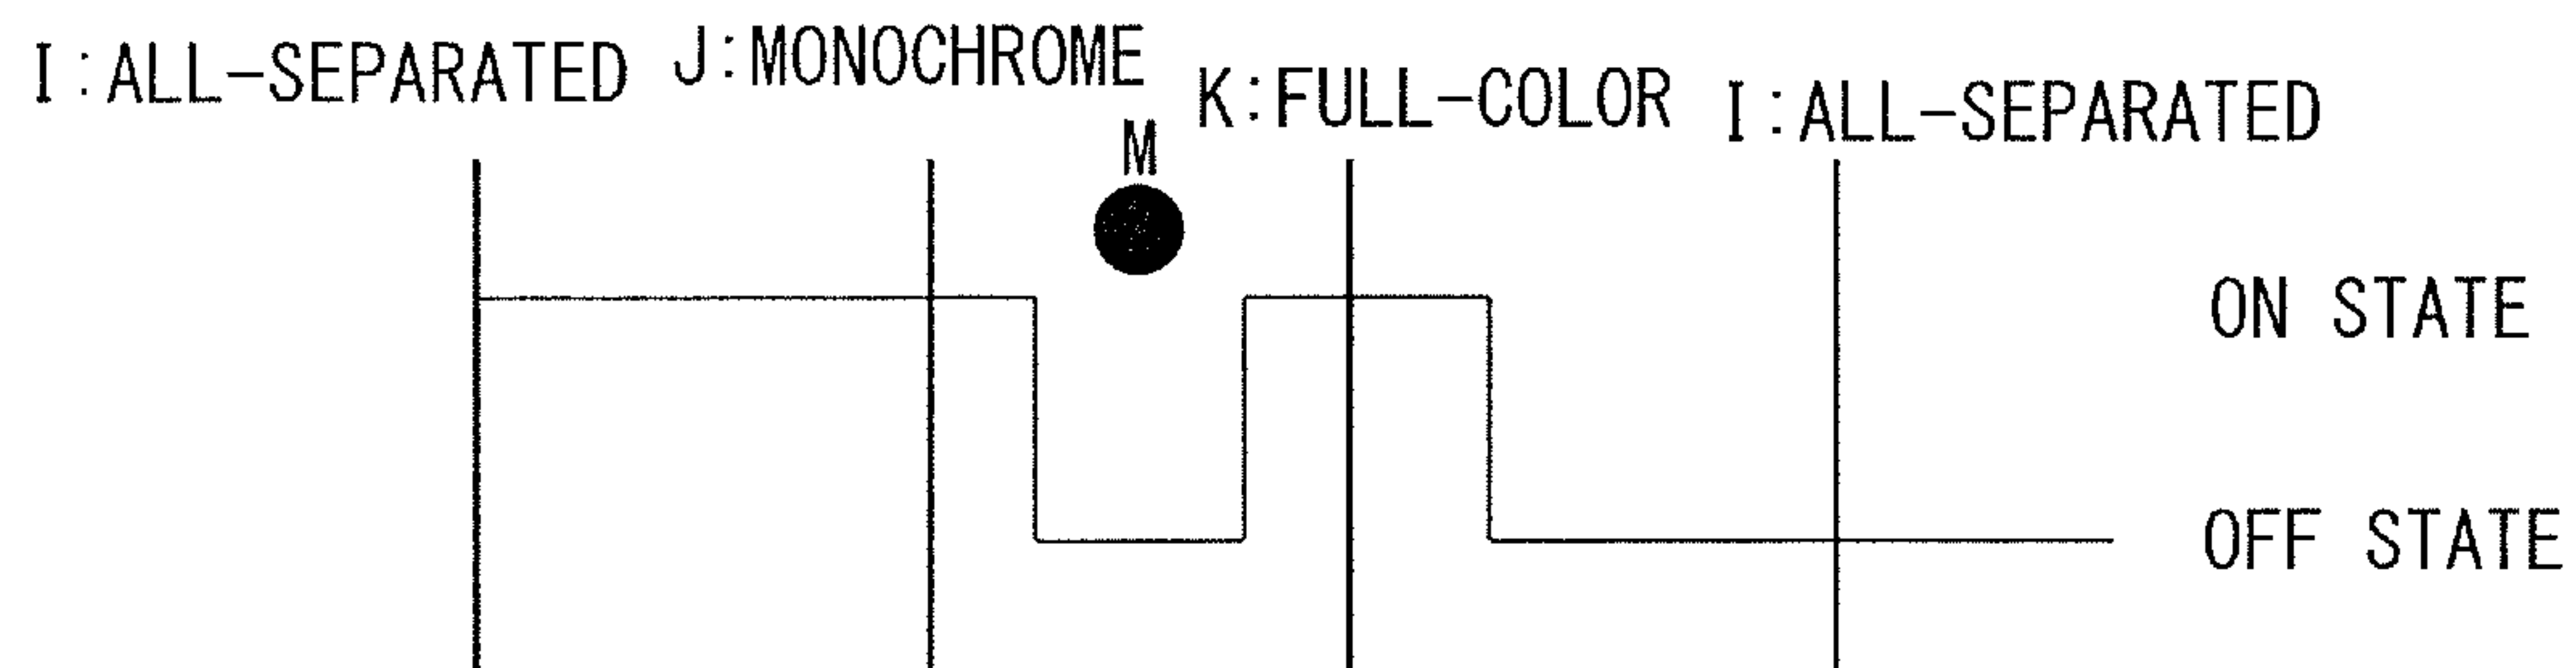 I:ALL-SEPARATED
J:MONOCHROME
K:FULL-COLOR
I:ALL-SEPARATED
M
ON STATE
OFF STATE